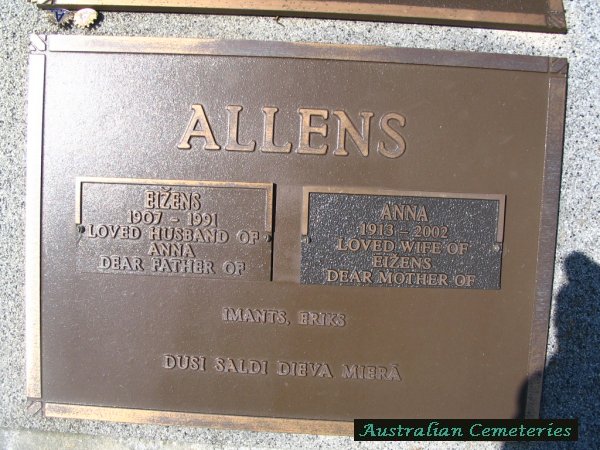 ALLENS
EIŽENS
1907 - 1991
LOVED HUSBAND OF
ANNA
DEAR FATHER OF
ANNA
1913 - 2002
LOVED WIFE OF
EIZENS
DEAR MOTHER OF
IMANTS, ERIKS
DUSI SALDI DIEVA MIERĀ
Australian Cemeteries